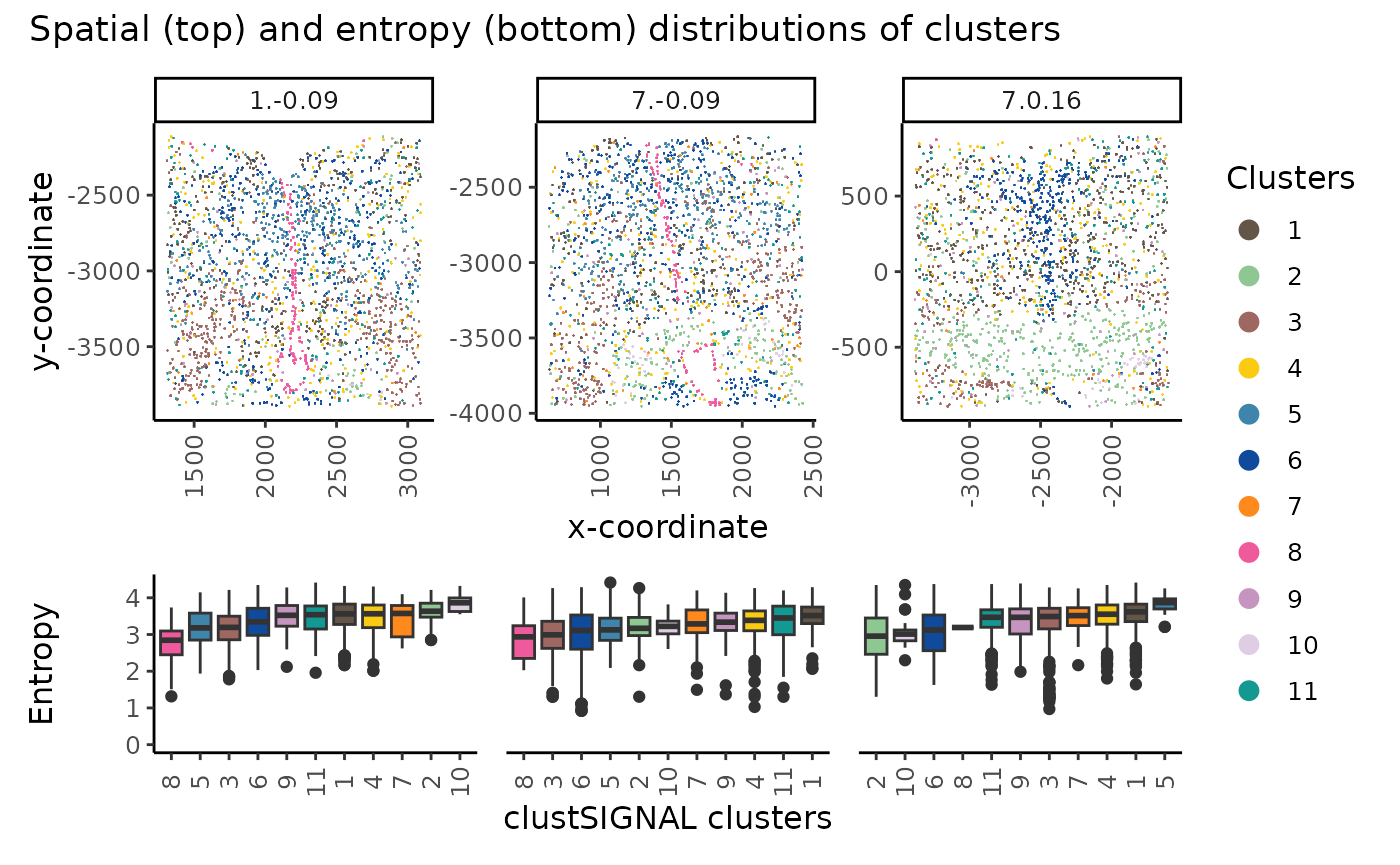 Spatial (top) and entropy (bottom) distributions of clusters
1.-0.09 7.-0.09 7.0.16
y-coordinate
-2500
-3000
-3500
-2500
-3000
-3500
-4000
500
0
-500
1500 2000 2500 3000 1000 1500 2000 2500 -3000 -2500 -2000
x-coordinate
Clusters
1
2
3
4
5
6
7
8
9
10
11
Entropy
4
3
2
1
0
8 5 3 6 9 11 1 4 7 2 10 8 3 6 5 2 10 7 9 4 11 1 2 10 6 8 11 9 3 7 4 1 5
clustSIGNAL clusters